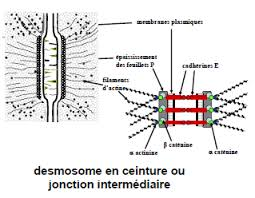 membranes plasmiques
épaississement
des feuillets P
cadhérines E
filaments
d'actine
β caténine
α actinine
α caténine
desmosome en ceinture ou
jonction intermédiaire